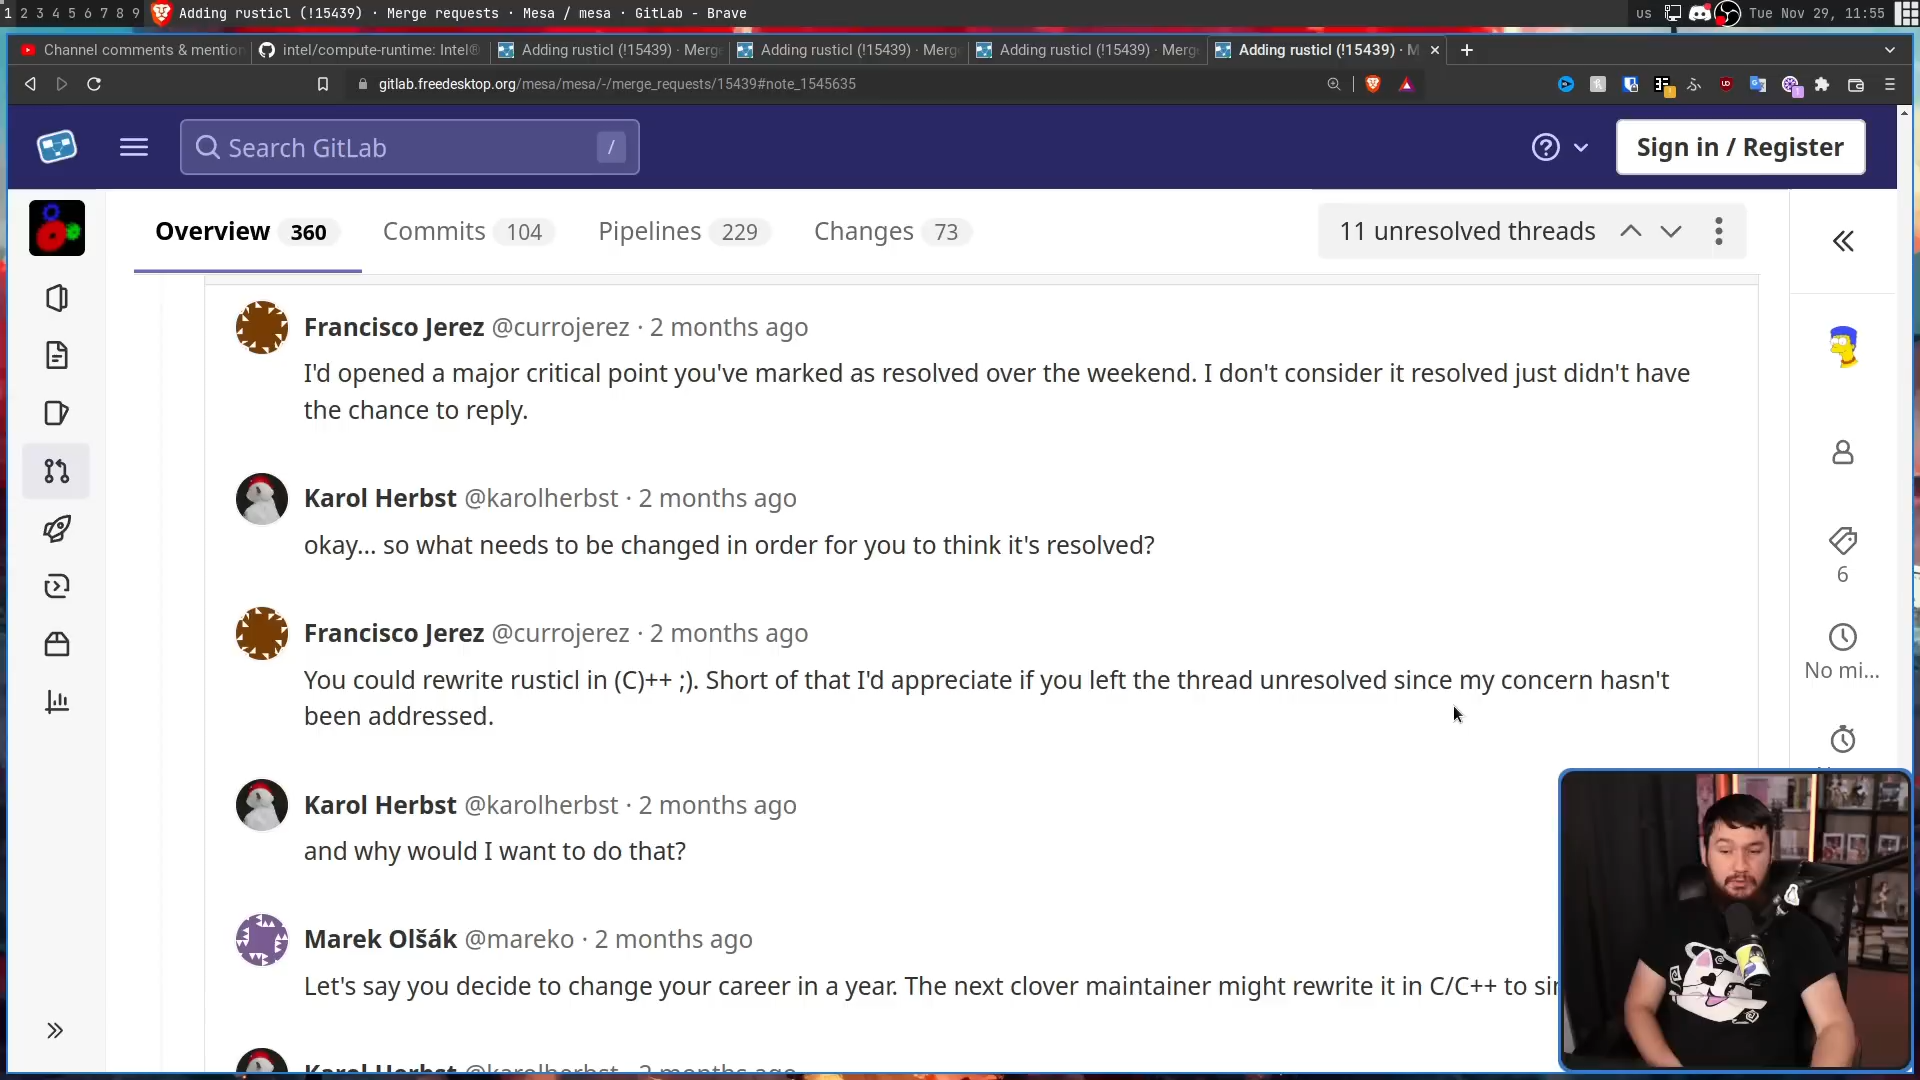 1 2 3 4 5 6 7 8 9 Adding rusticl (!15439) · Merge requests · Mesa / mesa · GitLab - Brave us Tue Nov 29, 11:55
Channel comments & mentio intel/compute-runtime: Intel® Adding rusticl (!15439) · Merg Adding rusticl (!15439) · Merg Adding rusticl (!15439) · Merg Adding rusticl (!15439) · M
gitlab.freedesktop.org/mesa/mesa/-/merge_requests/15439#note_1545635
Search GitLab / Sign in / Register
Overview 360 Commits 104 Pipelines 229 Changes 73 11 unresolved threads
Francisco Jerez @currojerez · 2 months ago
I'd opened a major critical point you've marked as resolved over the weekend. I don't consider it resolved just didn't have
the chance to reply.
Karol Herbst @karolherbst · 2 months ago
okay... so what needs to be changed in order for you to think it's resolved?
6
Francisco Jerez @currojerez · 2 months ago
You could rewrite rusticl in (C)++ ;). Short of that I'd appreciate if you left the thread unresolved since my concern hasn't
been addressed.
No mi...
Karol Herbst @karolherbst · 2 months ago
and why would I want to do that?
Marek Olšák @mareko · 2 months ago
Let's say you decide to change your career in a year. The next clover maintainer might rewrite it in C/C++ to sin
Karol Herbst @karolherbst · 2 months ago